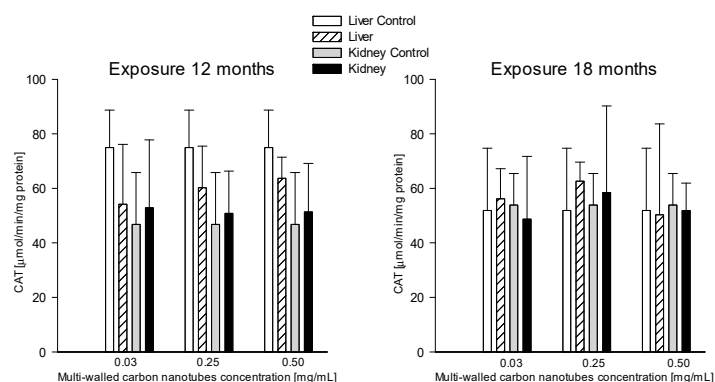 Liver Control
Liver
Kidney Control
Kidney
Exposure 12 months
100
80
60
40
20
0
CAT [μmol/min/mg protein]
0.03 0.25 0.50
Multi-walled carbon nanotubes concentration [mg/mL]
Exposure 18 months
100
80
60
40
20
0
CAT [μmol/min/mg protein]
0.03 0.25 0.50
Multi-walled carbon nanotubes concentration [mg/mL]